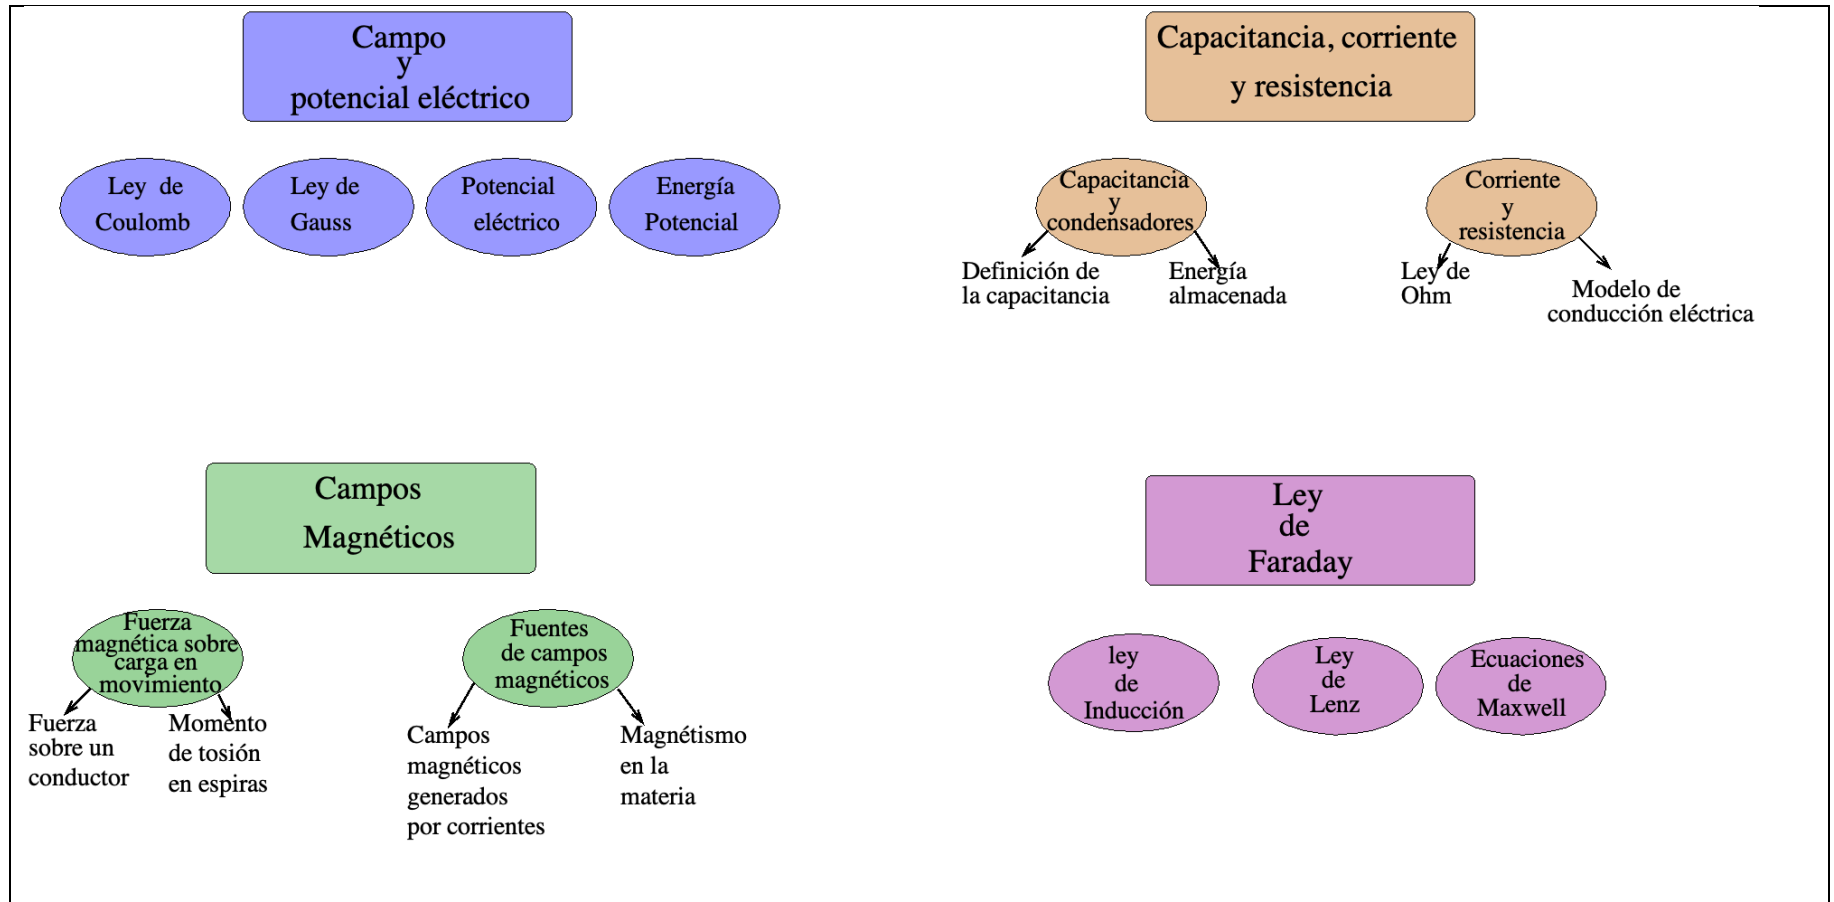 Campo
y
potencial eléctrico
Ley de
Coulomb
Ley de
Gauss
Potencial
eléctrico
Energía
Potencial
Capacitancia, corriente
y resistencia
Capacitancia
y
condensadores
Definición de
la capacitancia
Energía
almacenada
Corriente
y
resistencia
Ley de
Ohm
Modelo de
conducción eléctrica
Campos
Magnéticos
Fuerza
magnética sobre
carga en
movimiento
Fuerza
sobre un
conductor
Momento
de tosión
en espiras
Fuentes
de campos
magnéticos
Campos
magnéticos
generados
por corrientes
Magnétismo
en la
materia
Ley
de
Faraday
ley
de
Inducción
Ley
de
Lenz
Ecuaciones
de
Maxwell